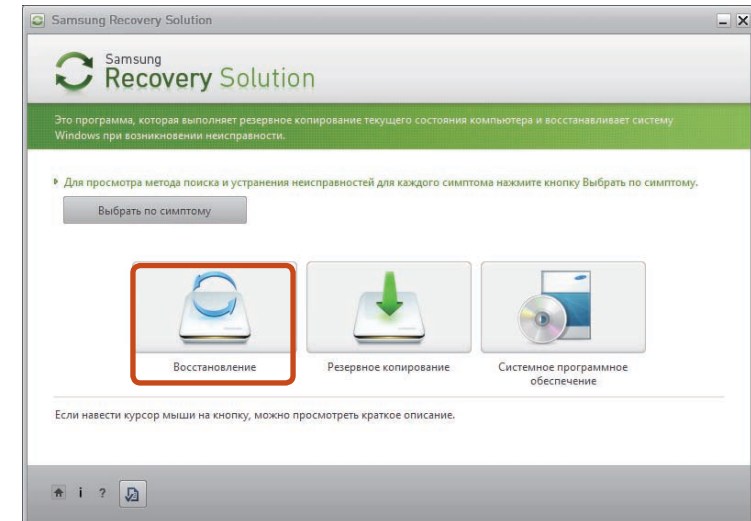 Samsung Recovery Solution
Samsung
Recovery Solution
Это программа, которая выполняет резервное копирование текущего состояния компьютера и восстанавливает систему
Windows при возникновении неисправности.
Для просмотра метода поиска и устранения неисправностей для каждого симптома нажмите кнопку Выбрать по симптому.
Выбрать по симптому
Восстановление
Резервное копирование
Системное программное
обеспечение
Если навести курсор мыши на кнопку, можно просмотреть краткое описание.
i ?